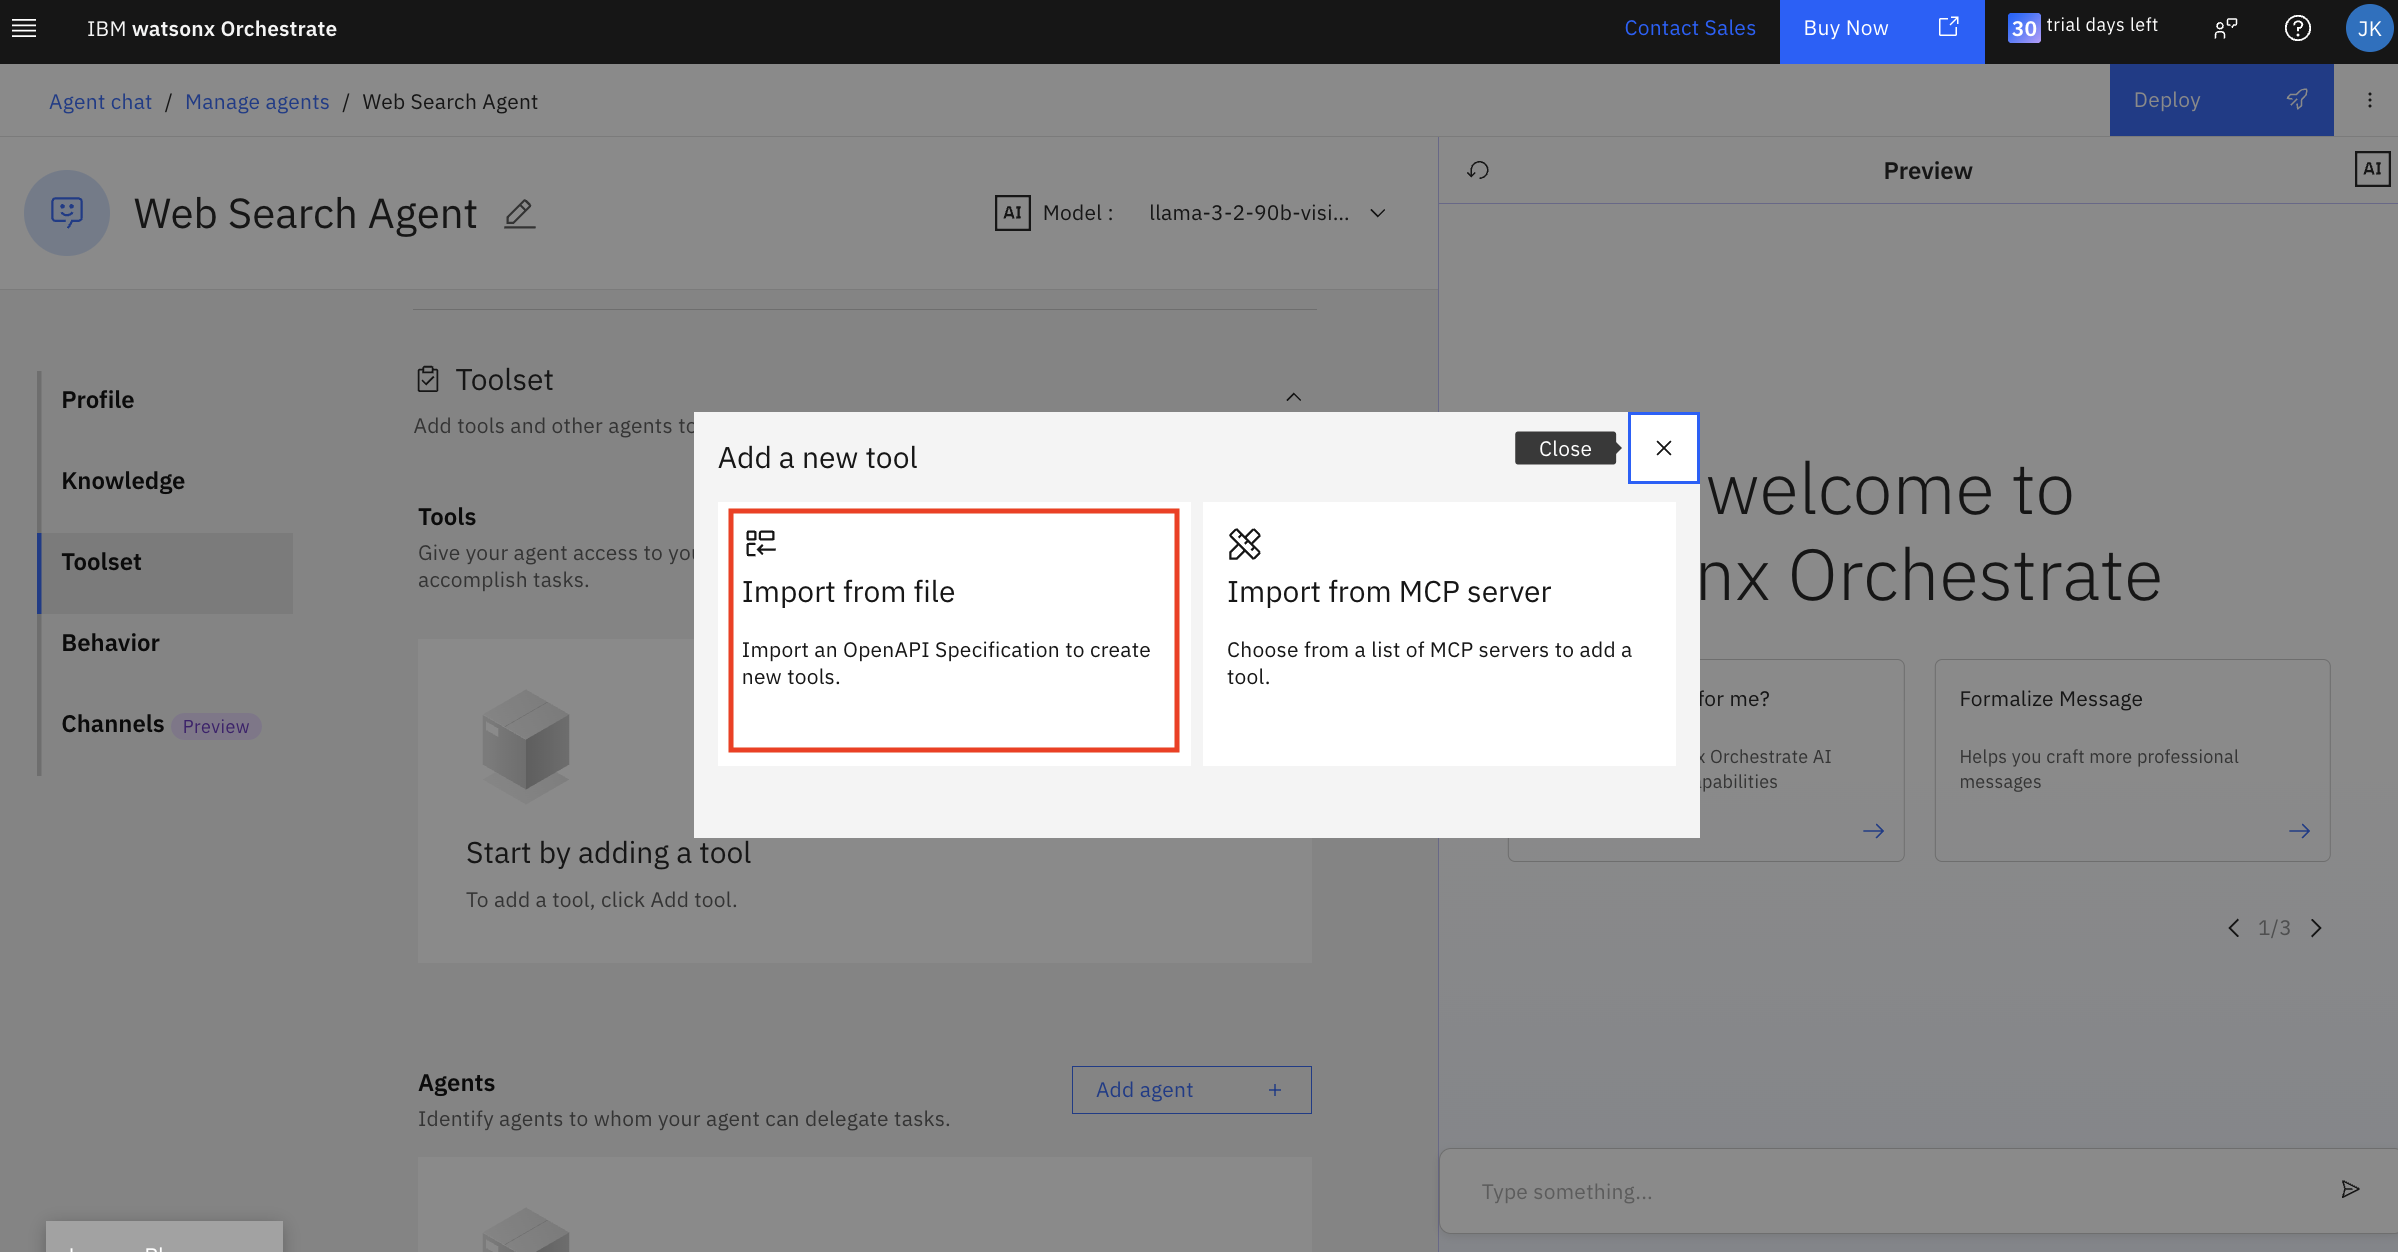 IBM watsonx Orchestrate
Contact Sales
Buy Now
30 trial days left
JK
Agent chat / Manage agents / Web Search Agent
Deploy
Web Search Agent
AI Model :
llama-3-2-90b-visi...
Preview
AI
Profile
Knowledge
Toolset
Behavior
Channels Preview
Toolset
Add tools and other agents to
Tools
Give your agent access to you
accomplish tasks.
Start by adding a tool
To add a tool, click Add tool.
Agents
Identify agents to whom your agent can delegate tasks.
Add agent +
Add a new tool
Close
Import from file
Import an OpenAPI Specification to create
new tools.
Import from MCP server
Choose from a list of MCP servers to add a
tool.
welcome to
nx Orchestrate
for me?
Orchestrate AI
pabilities
Formalize Message
Helps you craft more professional
messages
1/3
Type something...